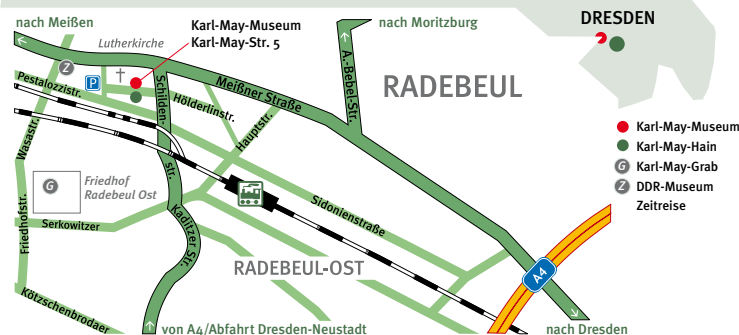 nach Meißen
Lutherkirche
Karl-May-Museum
Karl-May-Str. 5
nach Moritzburg
DRESDEN
Z
P
Pestalozzistr.
Schilden-
str.
Hölderlinstr.
Meißner Straße
A.-Bebel-Str.
RADEBEUL
Hauptstr.
Wasastr.
G
Friedhof
Radebeul Ost
Friedhofstr.
Serkowitzer
Kaditzer Str.
Sidonienstraße
RADEBEUL-OST
A4
Kötzschenbrodaer
von A4/Abfahrt Dresden-Neustadt
nach Dresden
Karl-May-Museum
Karl-May-Hain
G Karl-May-Grab
Z DDR-Museum
Zeitreise